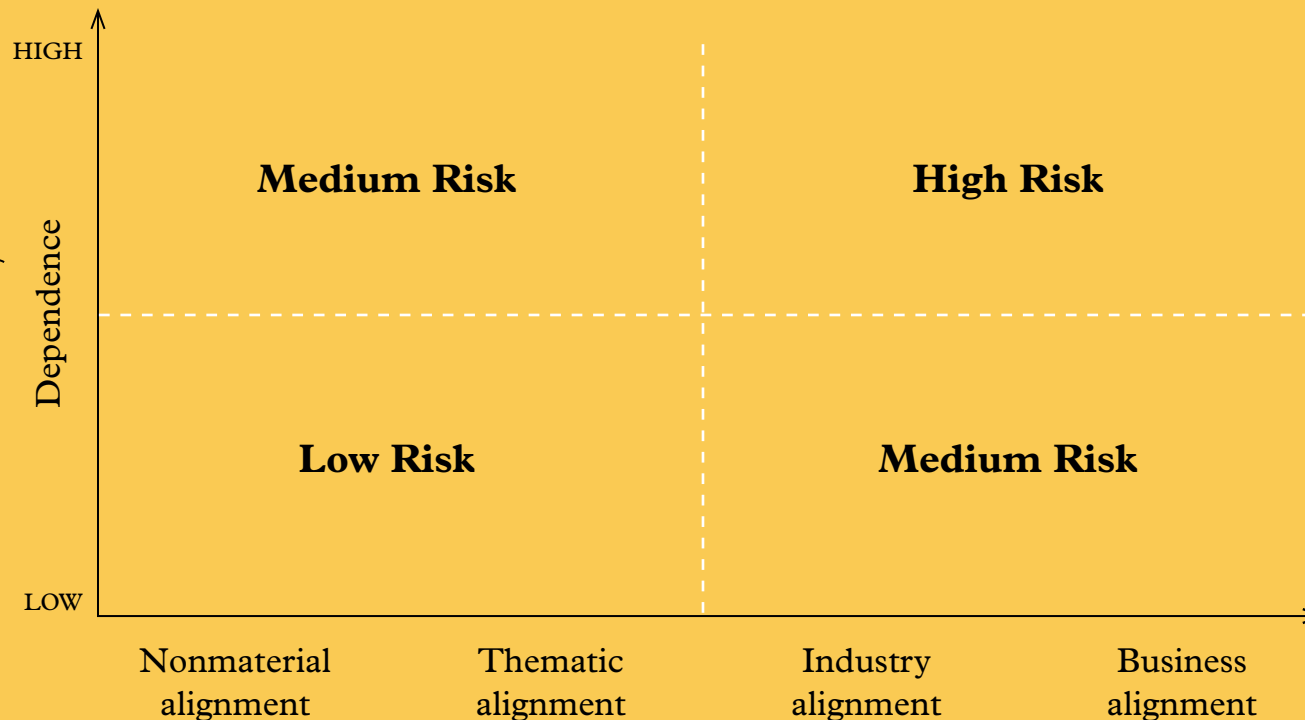 HIGH
Medium Risk
High Risk
Dependence
Low Risk
Medium Risk
LOW
Nonmaterial
alignment
Thematic
alignment
Industry
alignment
Business
alignment